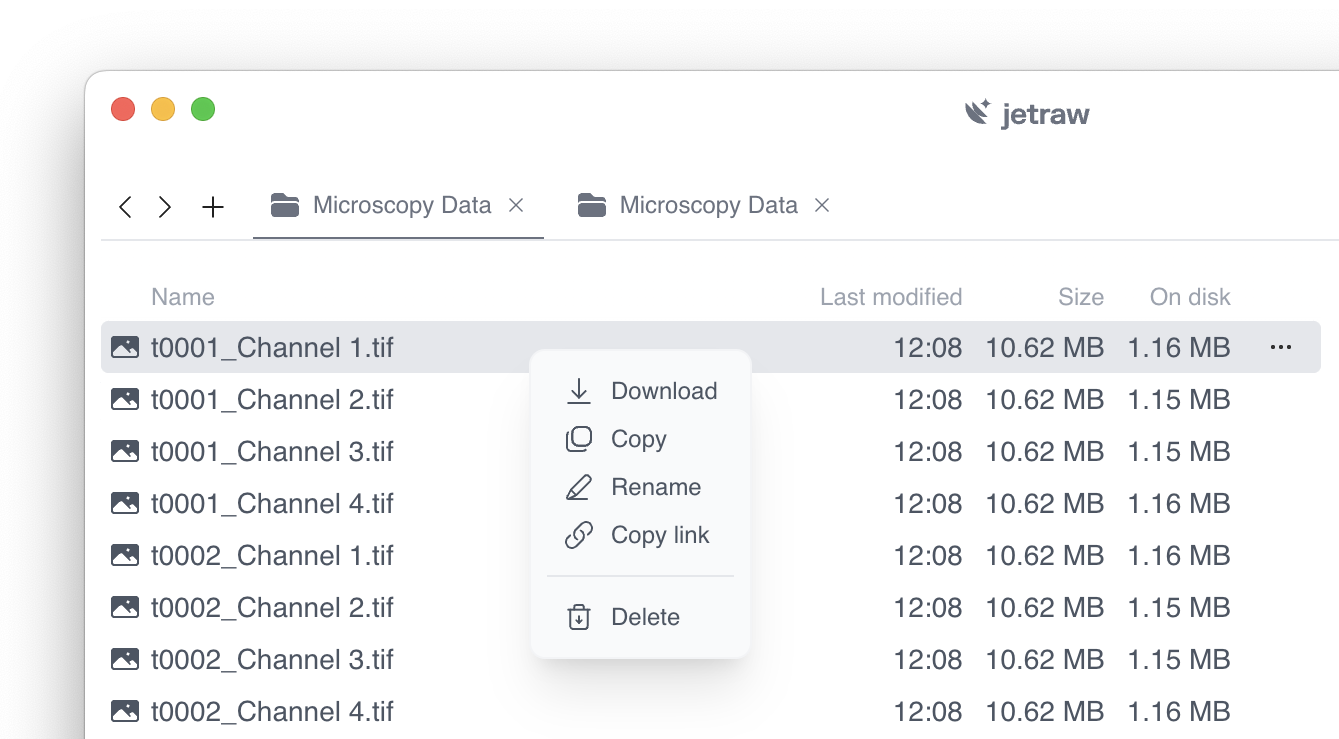 jetraw
Microscopy Data Microscopy Data
Name Last modified Size On disk
t0001_Channel 1.tif 12:08 10.62 MB 1.16 MB
t0001_Channel 2.tif 12:08 10.62 MB 1.15 MB
t0001_Channel 3.tif 12:08 10.62 MB 1.15 MB
t0001_Channel 4.tif 12:08 10.62 MB 1.16 MB
t0002_Channel 1.tif 12:08 10.62 MB 1.16 MB
t0002_Channel 2.tif 12:08 10.62 MB 1.15 MB
t0002_Channel 3.tif 12:08 10.62 MB 1.15 MB
t0002_Channel 4.tif 12:08 10.62 MB 1.16 MB
Download
Copy
Rename
Copy link
Delete